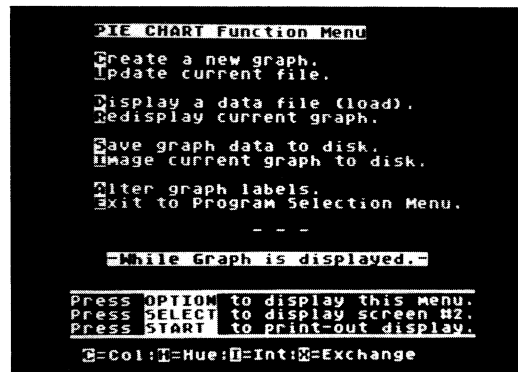 PIE CHART Function Menu
Create a new graph.
Update current file.
Display a data file (load).
Redisplay current graph.
Save graph data to disk.
Image current graph to disk.
Alter graph labels.
Exit to Program Selection Menu.
- - -
-While Graph is displayed.-
Press OPTION to display this menu.
Press SELECT to display screen #2.
Press START to print-out display.
C=Col:H=Hue:I=Int:X=Exchange